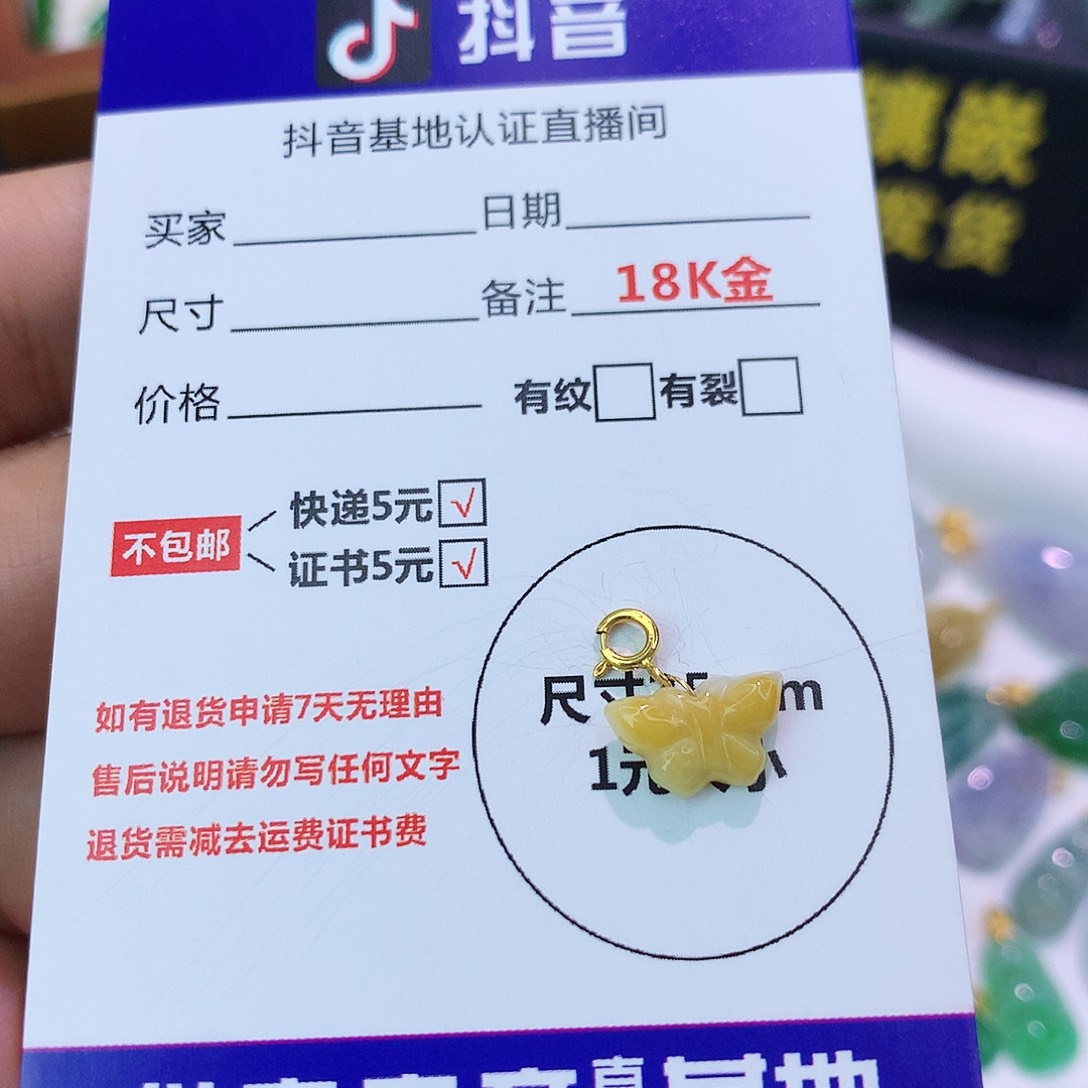 抖音
抖音基地认证直播间
买家 日期
尺寸 备注 18K金
价格 有纹 有裂
不包邮
快递5元 √
证书5元 √
如有退货申请7天无理由
售后说明请勿写任何文字
退货需减去运费证书费
尺寸 m
1元